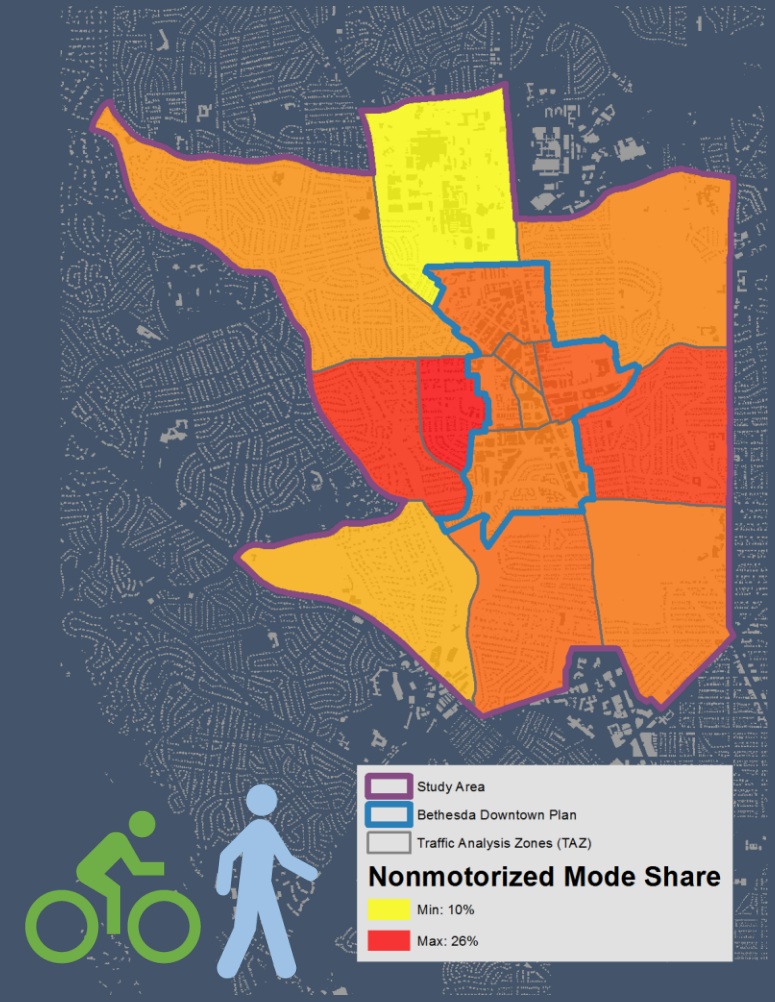 Study Area
Bethesda Downtown Plan
Traffic Analysis Zones (TAZ)
Nonmotorized Mode Share
Min: 10%
Max: 26%